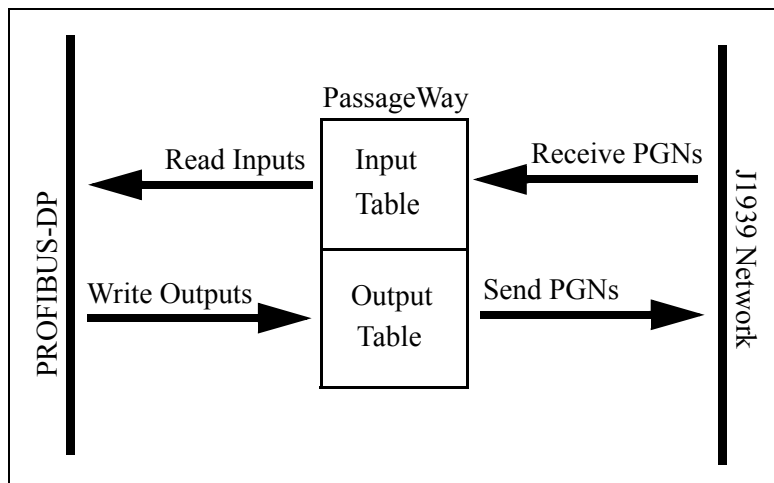 PassageWay
Read Inputs
Input
Table
Receive PGNs
PROFIBUS-DP
J1939 Network
Write Outputs
Output
Table
Send PGNs